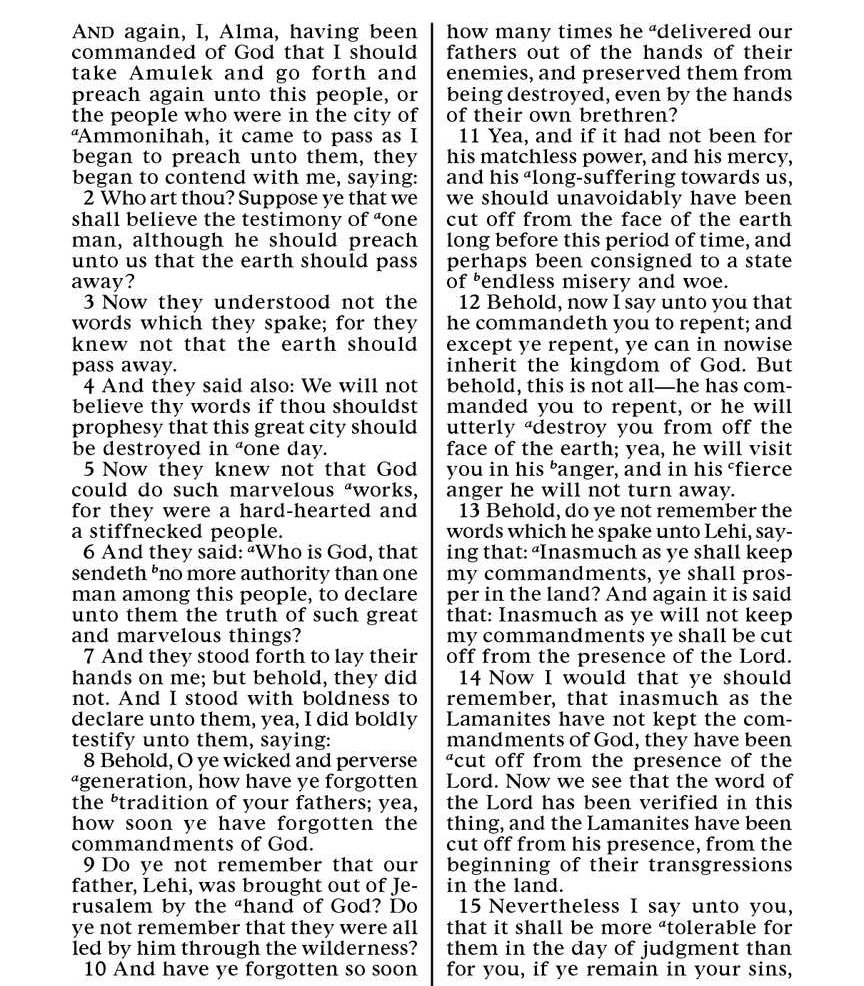 AND again, I, Alma, having been
commanded of God that I should
take Amulek and go forth and
preach again unto this people, or
the people who were in the city of
ᵃAmmonihah, it came to pass as I
began to preach unto them, they
began to contend with me, saying:
2 Who art thou? Suppose ye that we
shall believe the testimony of ᵃone
man, although he should preach
unto us that the earth should pass
away?
3 Now they understood not the
words which they spake; for they
knew not that the earth should
pass away.
4 And they said also: We will not
believe thy words if thou shouldst
prophesy that this great city should
be destroyed in ᵃone day.
5 Now they knew not that God
could do such marvelous ᵃworks,
for they were a hard-hearted and
a stiffnecked people.
6 And they said: ᵃWho is God, that
sendeth ᵇno more authority than one
man among this people, to declare
unto them the truth of such great
and marvelous things?
7 And they stood forth to lay their
hands on me; but behold, they did
not. And I stood with boldness to
declare unto them, yea, I did boldly
testify unto them, saying:
8 Behold, O ye wicked and perverse
ᵃgeneration, how have ye forgotten
the ᵇtradition of your fathers; yea,
how soon ye have forgotten the
commandments of God.
9 Do ye not remember that our
father, Lehi, was brought out of Je-
rusalem by the ᵃhand of God? Do
ye not remember that they were all
led by him through the wilderness?
10 And have ye forgotten so soon
how many times he ᵃdelivered our
fathers out of the hands of their
enemies, and preserved them from
being destroyed, even by the hands
of their own brethren?
11 Yea, and if it had not been for
his matchless power, and his mercy,
and his ᵃlong-suffering towards us,
we should unavoidably have been
cut off from the face of the earth
long before this period of time, and
perhaps been consigned to a state
of ᵇendless misery and woe.
12 Behold, now I say unto you that
he commandeth you to repent; and
except ye repent, ye can in nowise
inherit the kingdom of God. But
behold, this is not all—he has com-
manded you to repent, or he will
utterly ᵃdestroy you from off the
face of the earth; yea, he will visit
you in his ᵇanger, and in his ᶜfierce
anger he will not turn away.
13 Behold, do ye not remember the
words which he spake unto Lehi, say-
ing that: ᵃInasmuch as ye shall keep
my commandments, ye shall pros-
per in the land? And again it is said
that: Inasmuch as ye will not keep
my commandments ye shall be cut
off from the presence of the Lord.
14 Now I would that ye should
remember, that inasmuch as the
Lamanites have not kept the com-
mandments of God, they have been
ᵃcut off from the presence of the
Lord. Now we see that the word of
the Lord has been verified in this
thing, and the Lamanites have been
cut off from his presence, from the
beginning of their transgressions
in the land.
15 Nevertheless I say unto you,
that it shall be more ᵃtolerable for
them in the day of judgment than
for you, if ye remain in your sins,